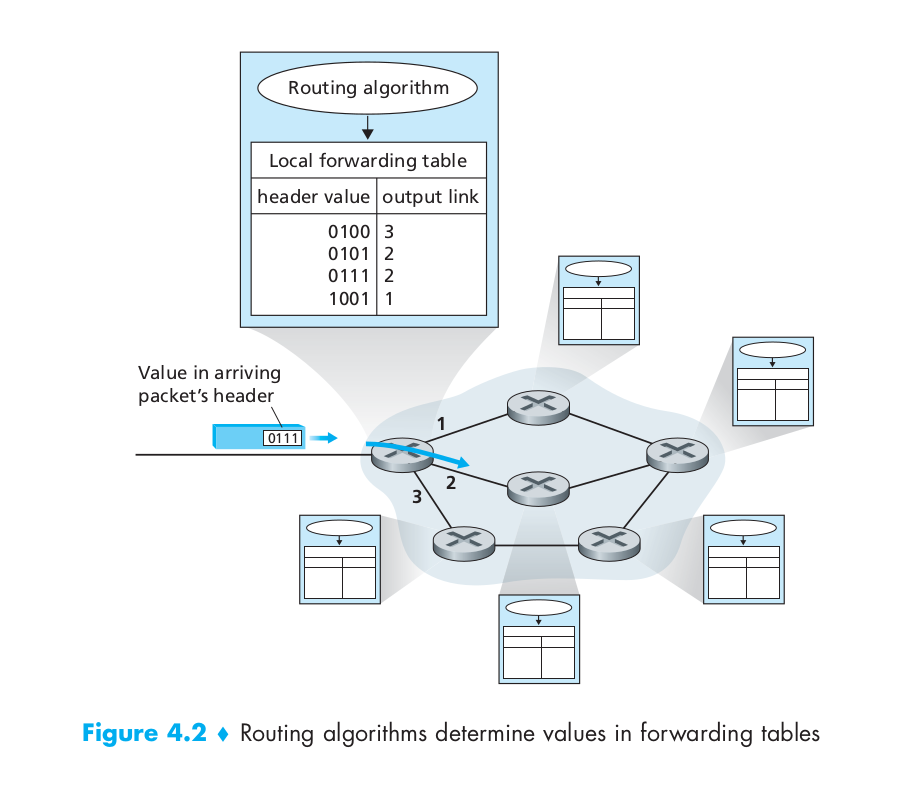 Routing algorithm
Local forwarding table
header value output link
0100 3
0101 2
0111 2
1001 1
Value in arriving
packet's header
0111
1
2
3
Figure 4.2 ♦ Routing algorithms determine values in forwarding tables